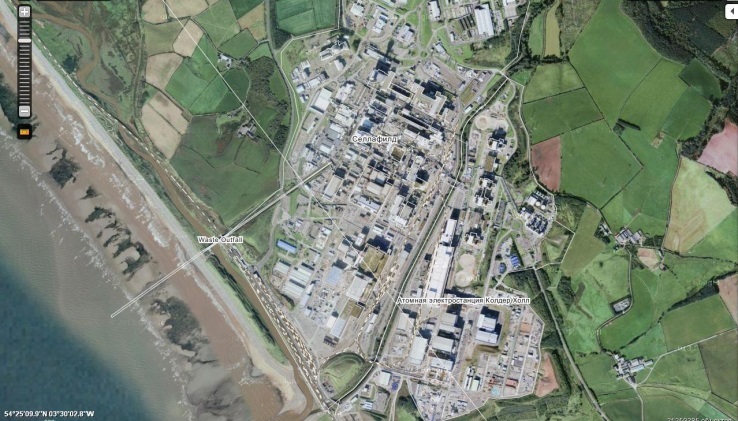 Селлафилд
Waste Outfall
Атомная электростанция Колдер Холл
54°25'09.9"N 03°30'02.8"W